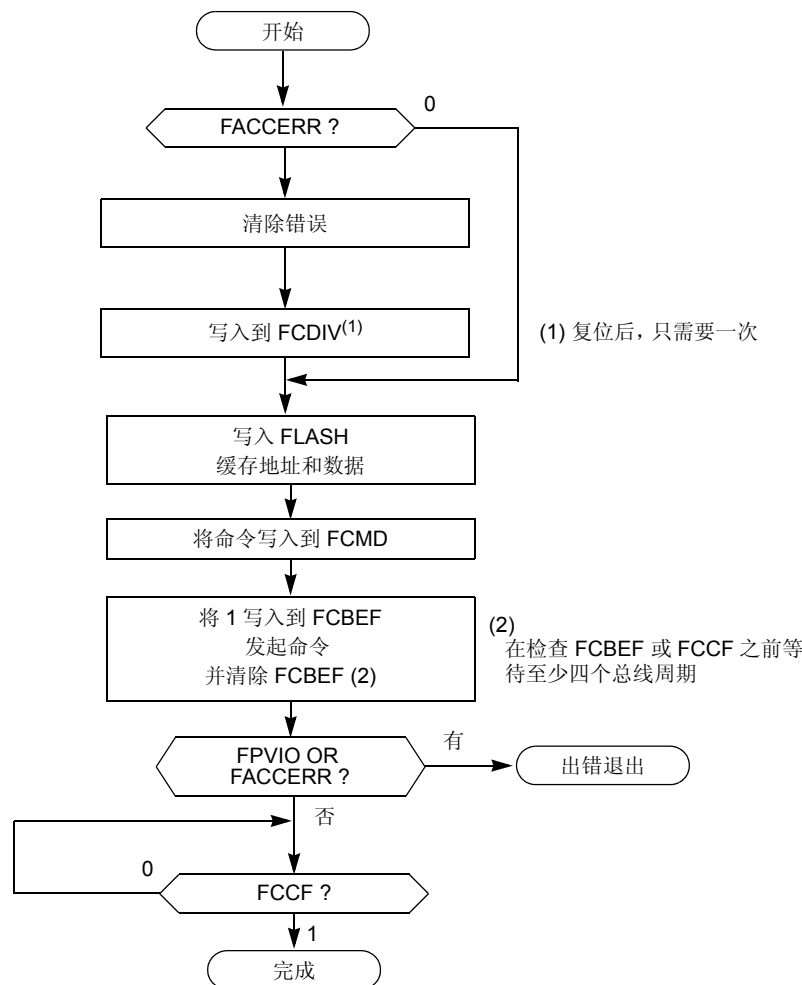 开始
0
FACCERR ?
清除错误
写入到 FCDIV(1)
(1) 复位后，只需要一次
写入 FLASH
缓存地址和数据
将命令写入到 FCMD
将 1 写入到 FCBEF
发起命令
并清除 FCBEF (2)
(2)
在检查 FCBEF 或 FCCF 之前等
待至少四个总线周期
FPVIO OR
FACCERR ?
有
出错退出
否
0
FCCF ?
1
完成